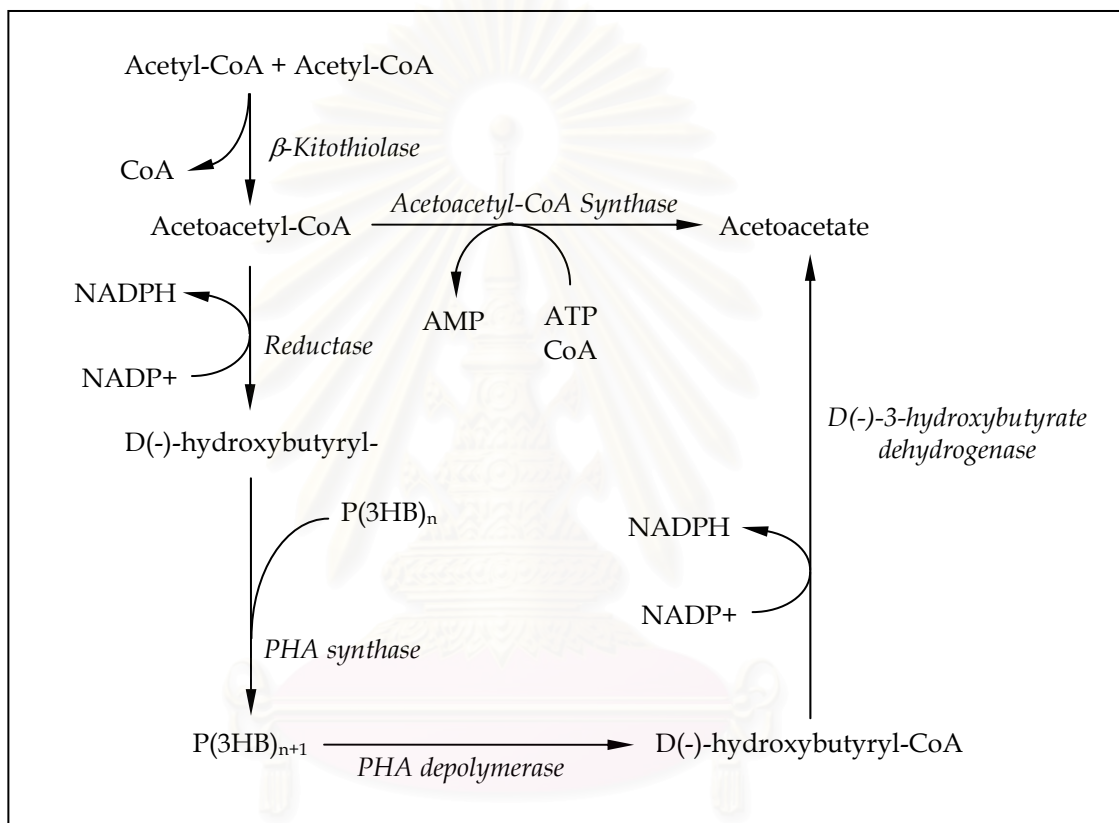 Acetyl-CoA + Acetyl-CoA
β-Kitothiolase
CoA
Acetoacetyl-CoA Synthase
Acetoacetyl-CoA
Acetoacetate
NADPH
AMP
ATP
CoA
Reductase
NADP+
D(-)-3-hydroxybutyrate
dehydrogenase
D(-)-hydroxybutyryl-
P(3HB)n
NADPH
NADP+
PHA synthase
P(3HB)n+1
D(-)-hydroxybutyryl-CoA
PHA depolymerase